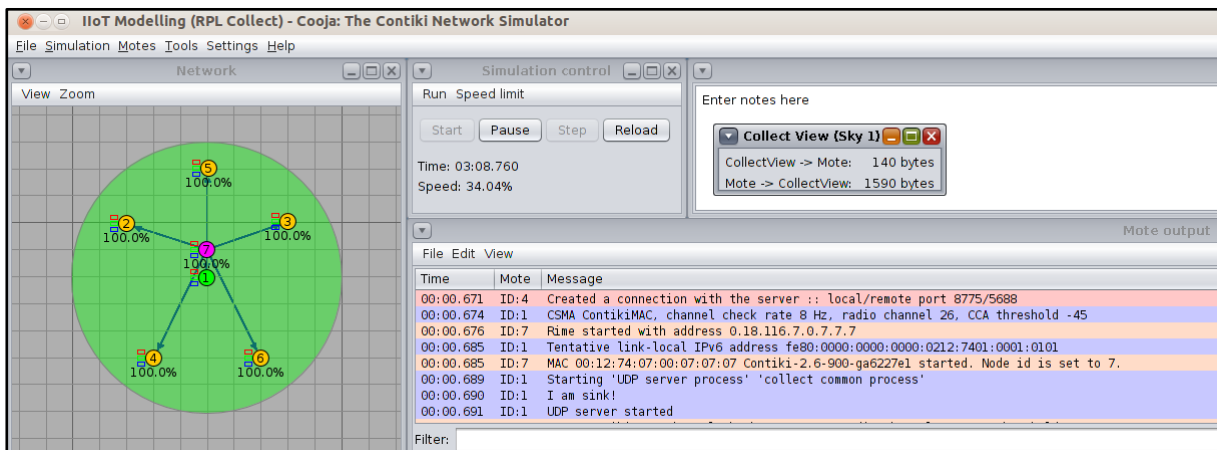 IIoT Modelling (RPL Collect) - Cooja: The Contiki Network Simulator
File Simulation Motes Tools Settings Help
Network
View Zoom
5
100.0%
2
100.0%
3
100.0%
7
100.0%
1
4
100.0%
6
100.0%
Simulation control
Run Speed limit
Start Pause Step Reload
Time: 03:08.760
Speed: 34.04%
Enter notes here
Collect View (Sky 1)
CollectView -> Mote: 140 bytes
Mote -> CollectView: 1590 bytes
Mote output
File Edit View
Time Mote Message
00:00.671 ID:4 Created a connection with the server :: local/remote port 8775/5688
00:00.674 ID:1 CSMA ContikiMAC, channel check rate 8 Hz, radio channel 26, CCA threshold -45
00:00.676 ID:7 Rime started with address 0.18.116.7.0.7.7.7
00:00.685 ID:1 Tentative link-local IPv6 address fe80:0000:0000:0000:0212:7401:0001:0101
00:00.685 ID:7 MAC 00:12:74:07:00:07:07:07 Contiki-2.6-900-ga6227e1 started. Node id is set to 7.
00:00.689 ID:1 Starting 'UDP server process' 'collect common process'
00:00.690 ID:1 I am sink!
00:00.691 ID:1 UDP server started
Filter: